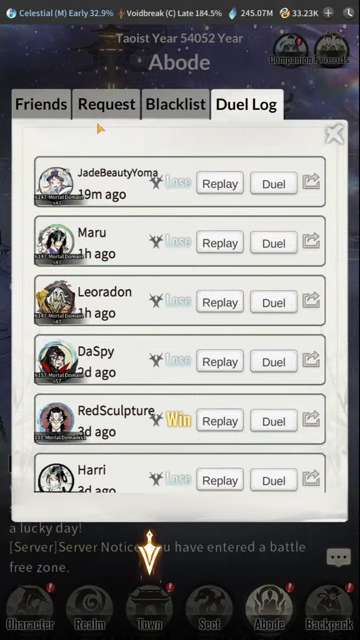 Celestial (M) Early 32.9% Voidbreak (C) Late 184.5% 245.07M 33.23K
Taoist Year 54052 Year
Abode
Companion Friends
Friends Request Blacklist Duel Log
JadeBeautyYoma
19m ago
Lose Replay Duel
Maru
1h ago
Lose Replay Duel
Leoradon
1h ago
Lose Replay Duel
DaSpy
2d ago
Lose Replay Duel
RedSculpture
3d ago
Win Replay Duel
Harri
3d ago
Lose Replay Duel
a lucky day!
[Server]Server Notice: You have entered a battle
free zone.
Character Realm Town Sect Abode Backpack